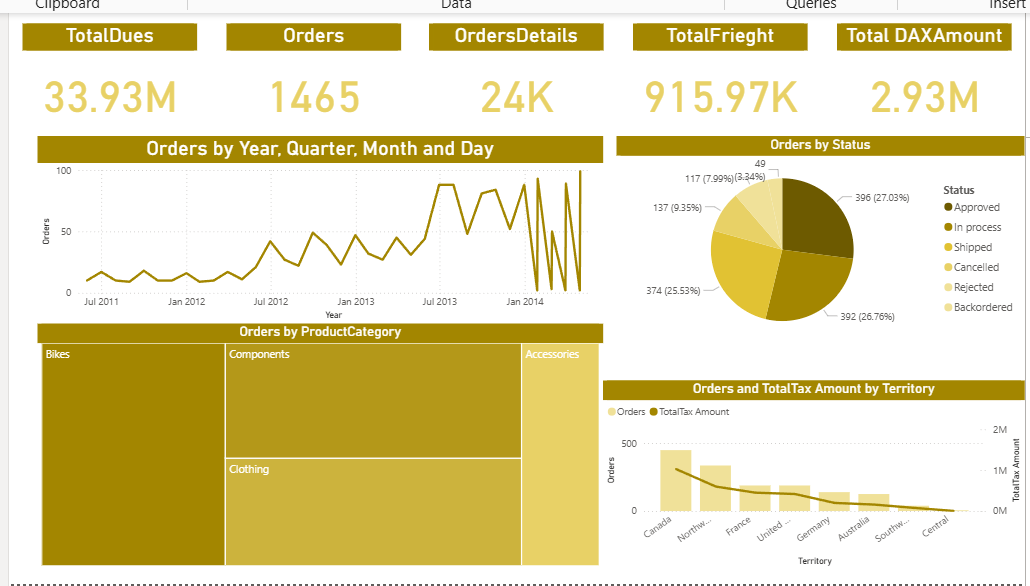 Clipboard Data Queries Insert
TotalDues Orders OrdersDetails TotalFrieght Total DAXAmount
33.93M 1465 24K 915.97K 2.93M
Orders by Year, Quarter, Month and Day
100
50
0
Orders
Jul 2011 Jan 2012 Jul 2012 Jan 2013 Jul 2013 Jan 2014
Year
Orders by Status
49
(3.34%)
117 (7.99%)
137 (9.35%)
374 (25.53%)
396 (27.03%)
392 (26.76%)
Status
Approved
In process
Shipped
Cancelled
Rejected
Backordered
Orders by ProductCategory
Bikes
Components
Clothing
Accessories
Orders and TotalTax Amount by Territory
Orders TotalTax Amount
500
0
Orders
2M
1M
0M
TotalTax Amount
Canada Northw... France United ... Germany Australia Southw... Central
Territory